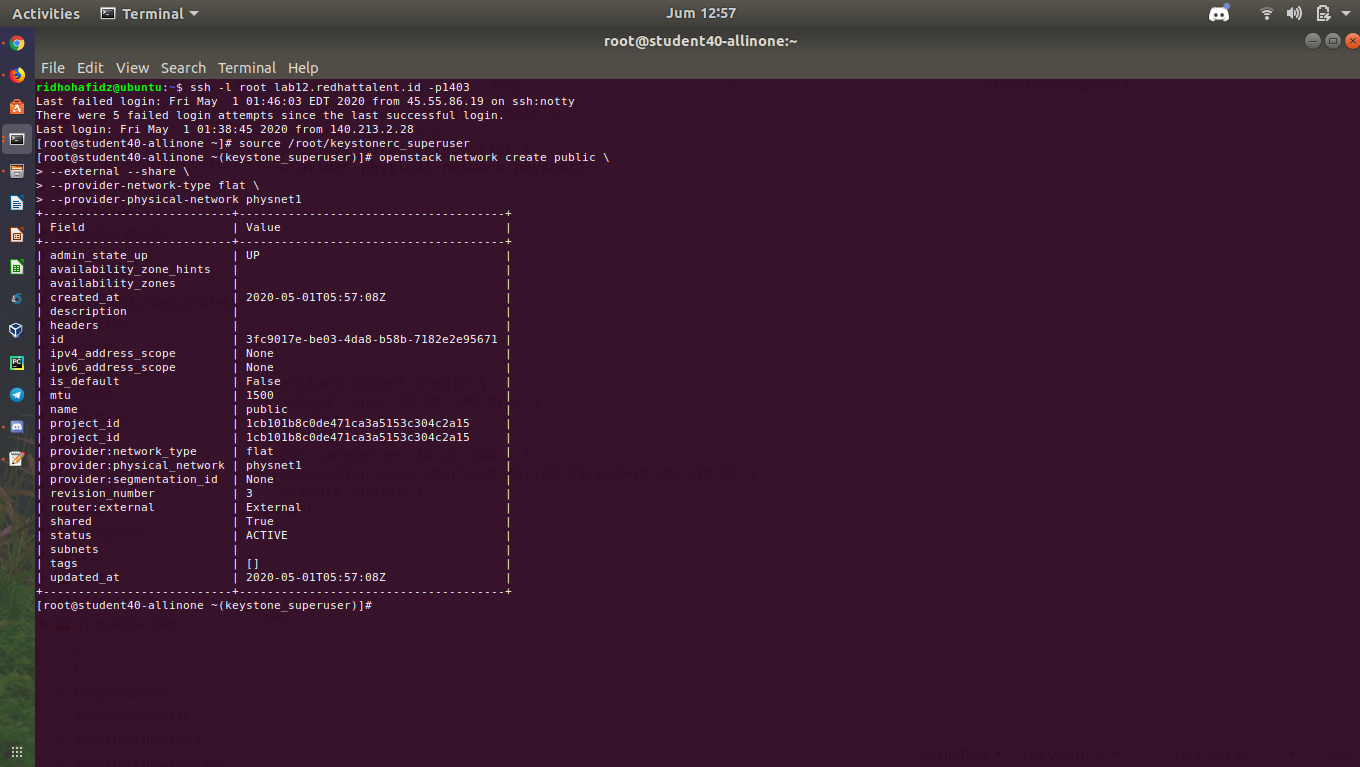 Activities Terminal Jum 12:57
root@student40-allinone:~
File Edit View Search Terminal Help
ridhohafidz@ubuntu:~$ ssh -l root lab12.redhattalent.id -p1403
Last failed login: Fri May  1 01:46:03 EDT 2020 from 45.55.86.19 on ssh:notty
There were 5 failed login attempts since the last successful login.
Last login: Fri May  1 01:38:45 2020 from 140.213.2.28
[root@student40-allinone ~]# source /root/keystonerc_superuser
[root@student40-allinone ~(keystone_superuser)]# openstack network create public \
> --external --share \
> --provider-network-type flat \
> --provider-physical-network physnet1
+---------------------------+--------------------------------------+
| Field                     | Value                                |
+---------------------------+--------------------------------------+
| admin_state_up            | UP                                   |
| availability_zone_hints   |                                      |
| availability_zones        |                                      |
| created_at                | 2020-05-01T05:57:08Z                 |
| description               |                                      |
| headers                   |                                      |
| id                        | 3fc9017e-be03-4da8-b58b-7182e2e95671 |
| ipv4_address_scope        | None                                 |
| ipv6_address_scope        | None                                 |
| is_default                | False                                |
| mtu                       | 1500                                 |
| name                      | public                               |
| project_id                | 1cb101b8c0de471ca3a5153c304c2a15     |
| project_id                | 1cb101b8c0de471ca3a5153c304c2a15     |
| provider:network_type     | flat                                 |
| provider:physical_network | physnet1                             |
| provider:segmentation_id  | None                                 |
| revision_number           | 3                                    |
| router:external           | External                             |
| shared                    | True                                 |
| status                    | ACTIVE                               |
| subnets                   |                                      |
| tags                      | []                                   |
| updated_at                | 2020-05-01T05:57:08Z                 |
+---------------------------+--------------------------------------+
[root@student40-allinone ~(keystone_superuser)]#